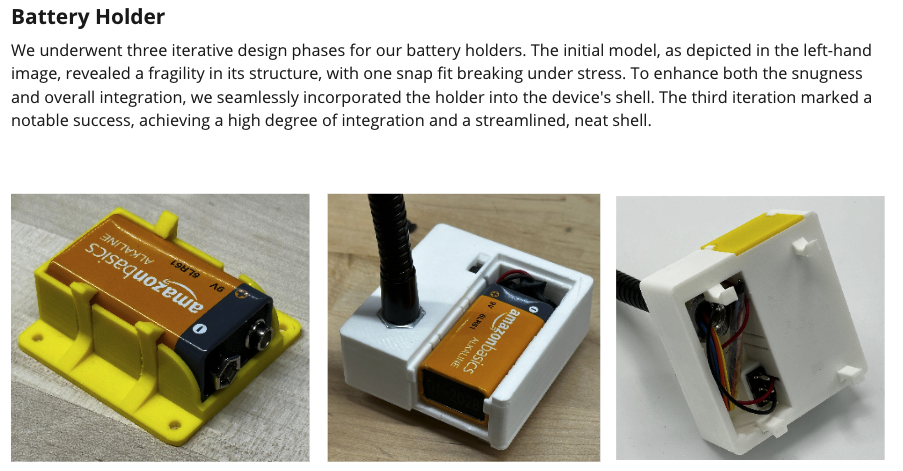 Battery Holder
We underwent three iterative design phases for our battery holders. The initial model, as depicted in the left-hand
image, revealed a fragility in its structure, with one snap fit breaking under stress. To enhance both the snugness
and overall integration, we seamlessly incorporated the holder into the device's shell. The third iteration marked a
notable success, achieving a high degree of integration and a streamlined, neat shell.
amazonbasics
ALKALINE
9V 6LR61
9V 6LR61
amazonbasics
ALKALINE